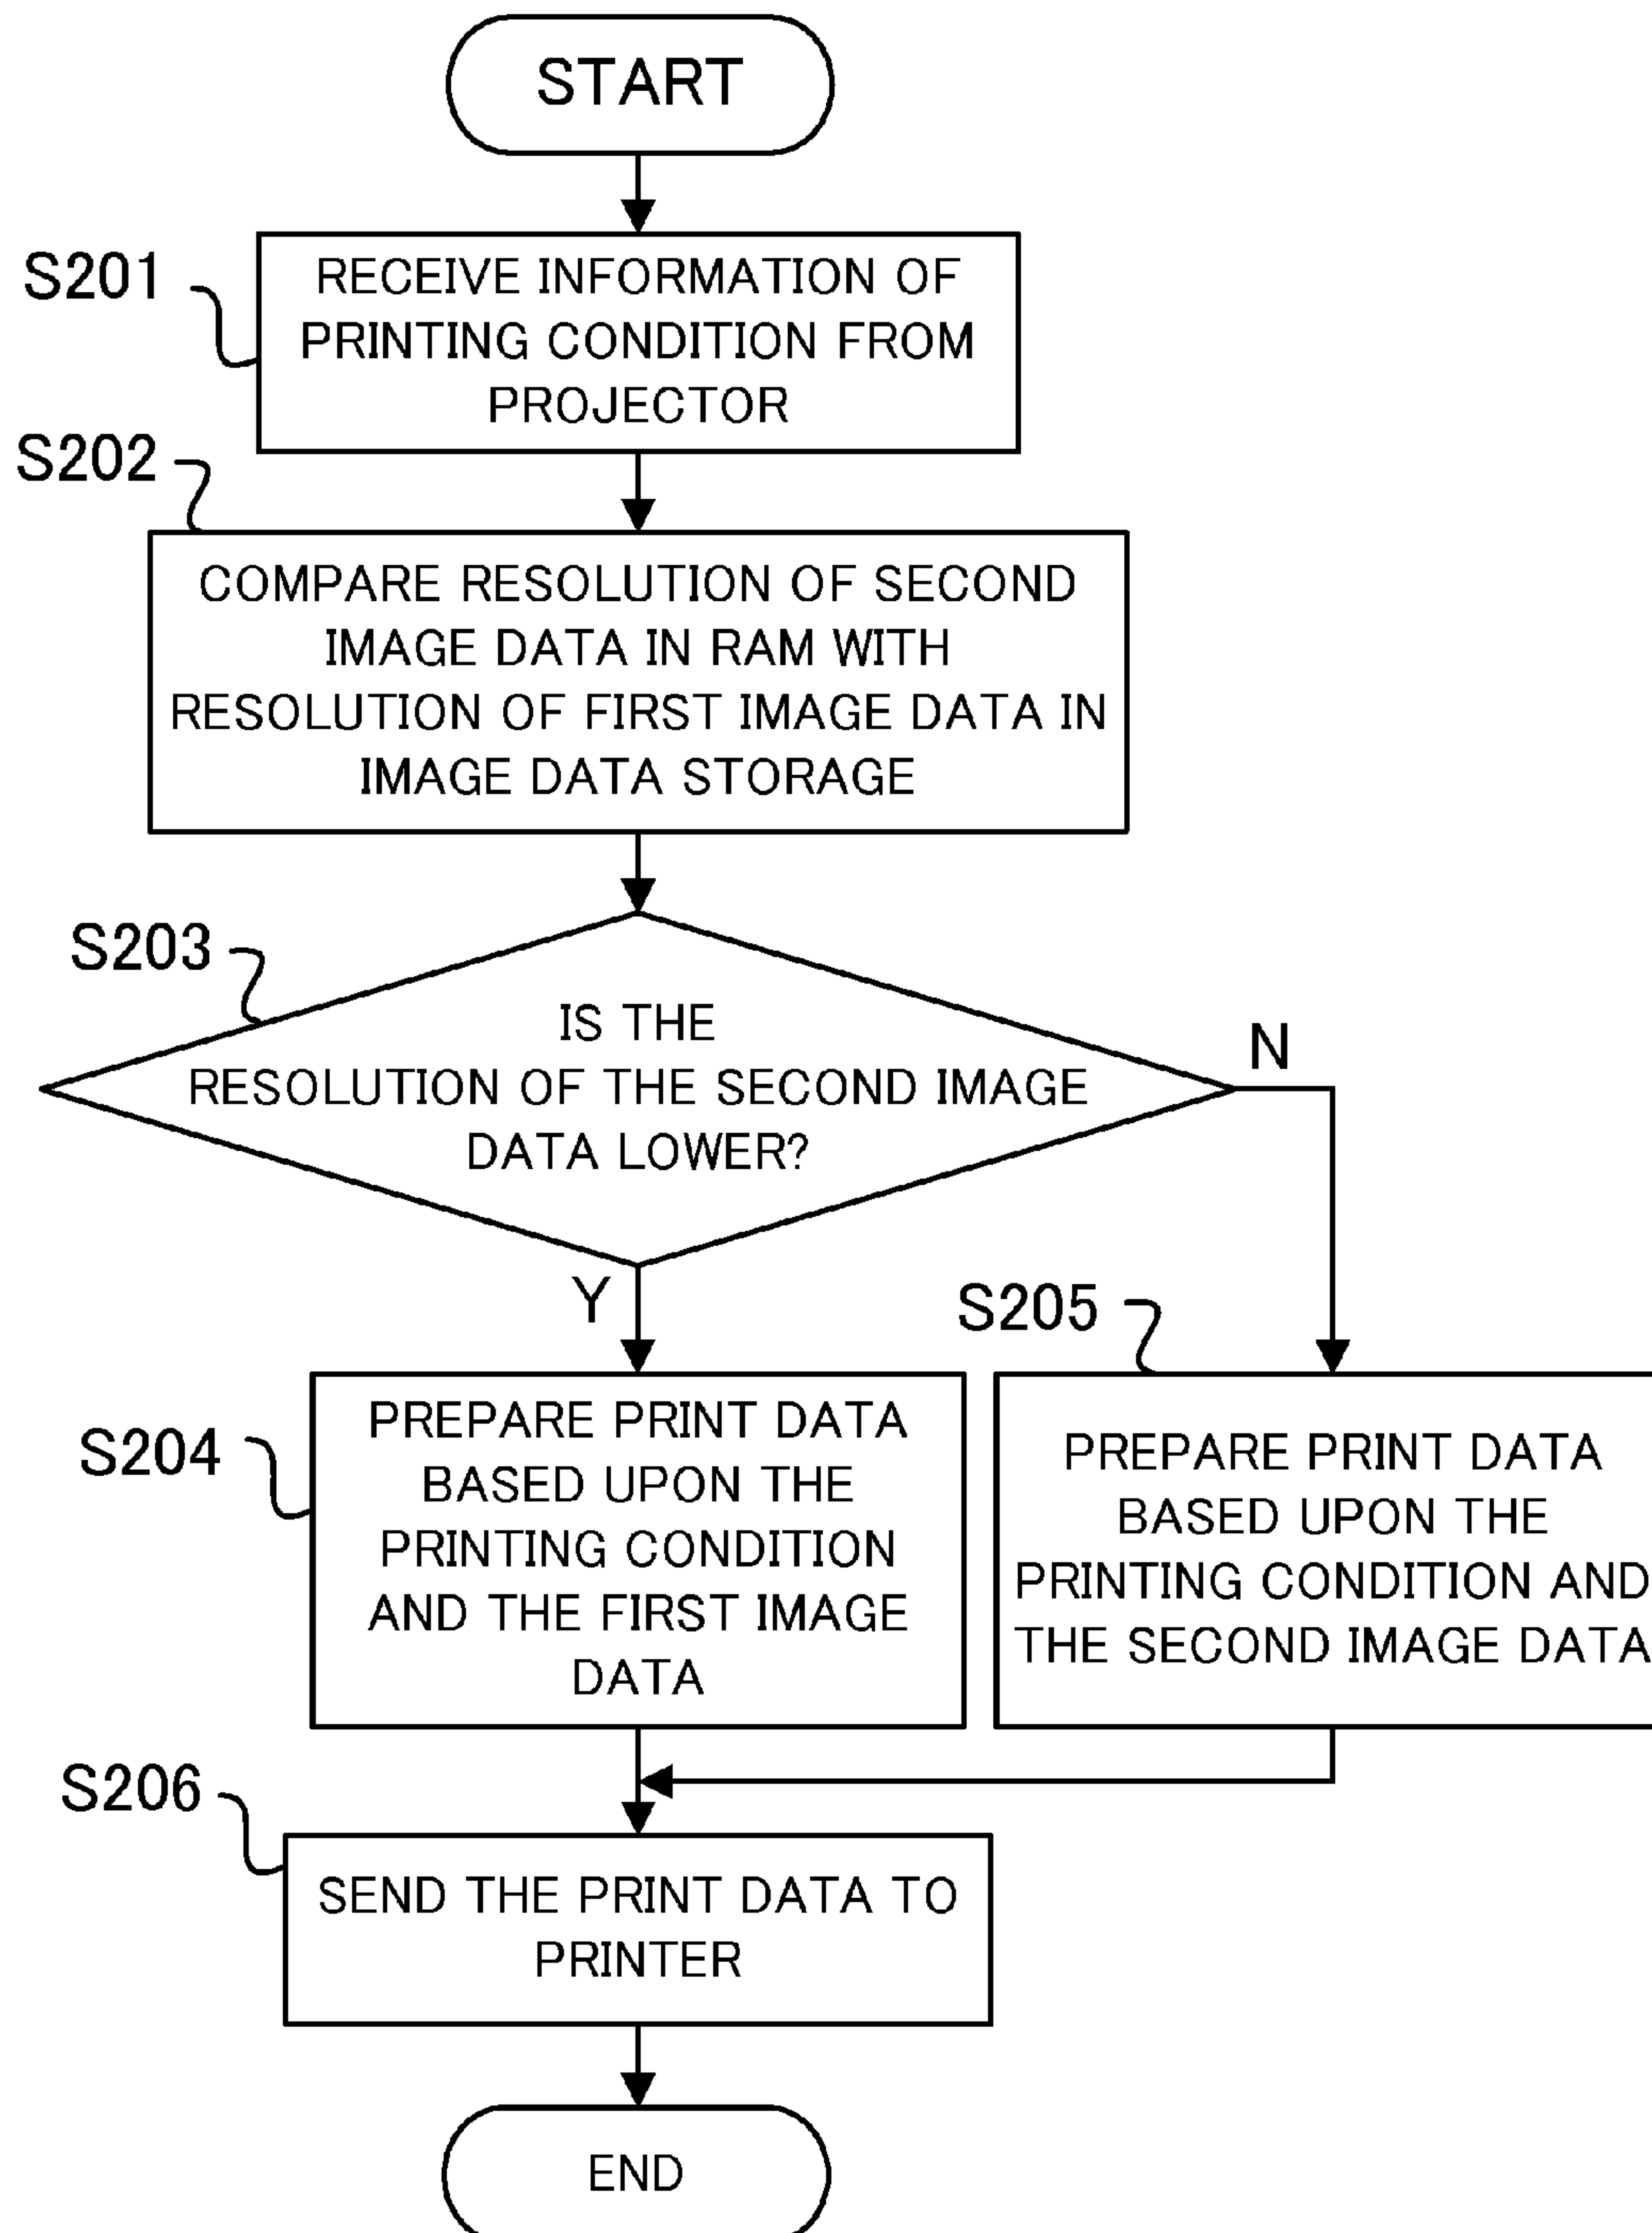 START
S201
RECEIVE INFORMATION OF
PRINTING CONDITION FROM
PROJECTOR
S202
COMPARE RESOLUTION OF SECOND
IMAGE DATA IN RAM WITH
RESOLUTION OF FIRST IMAGE DATA IN
IMAGE DATA STORAGE
S203
IS THE
RESOLUTION OF THE SECOND IMAGE
DATA LOWER?
N
Y
S204
PREPARE PRINT DATA
BASED UPON THE
PRINTING CONDITION
AND THE FIRST IMAGE
DATA
S205
PREPARE PRINT DATA
BASED UPON THE
PRINTING CONDITION AND
THE SECOND IMAGE DATA
S206
SEND THE PRINT DATA TO
PRINTER
END